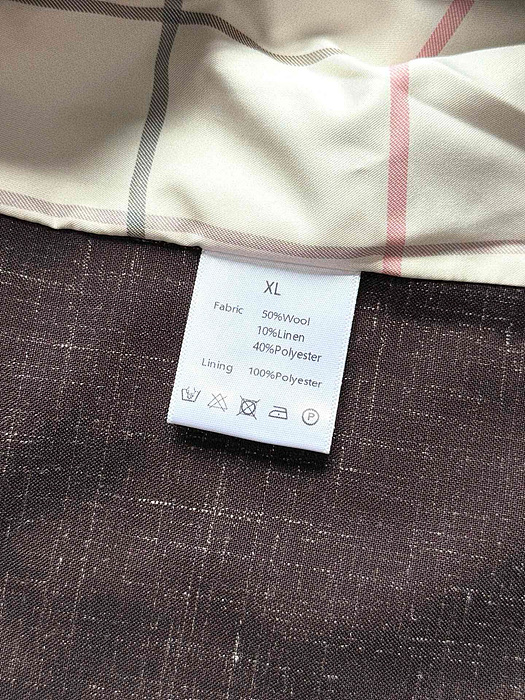 XL
Fabric 50%Wool
10%Linen
40%Polyester
Lining 100%Polyester
P